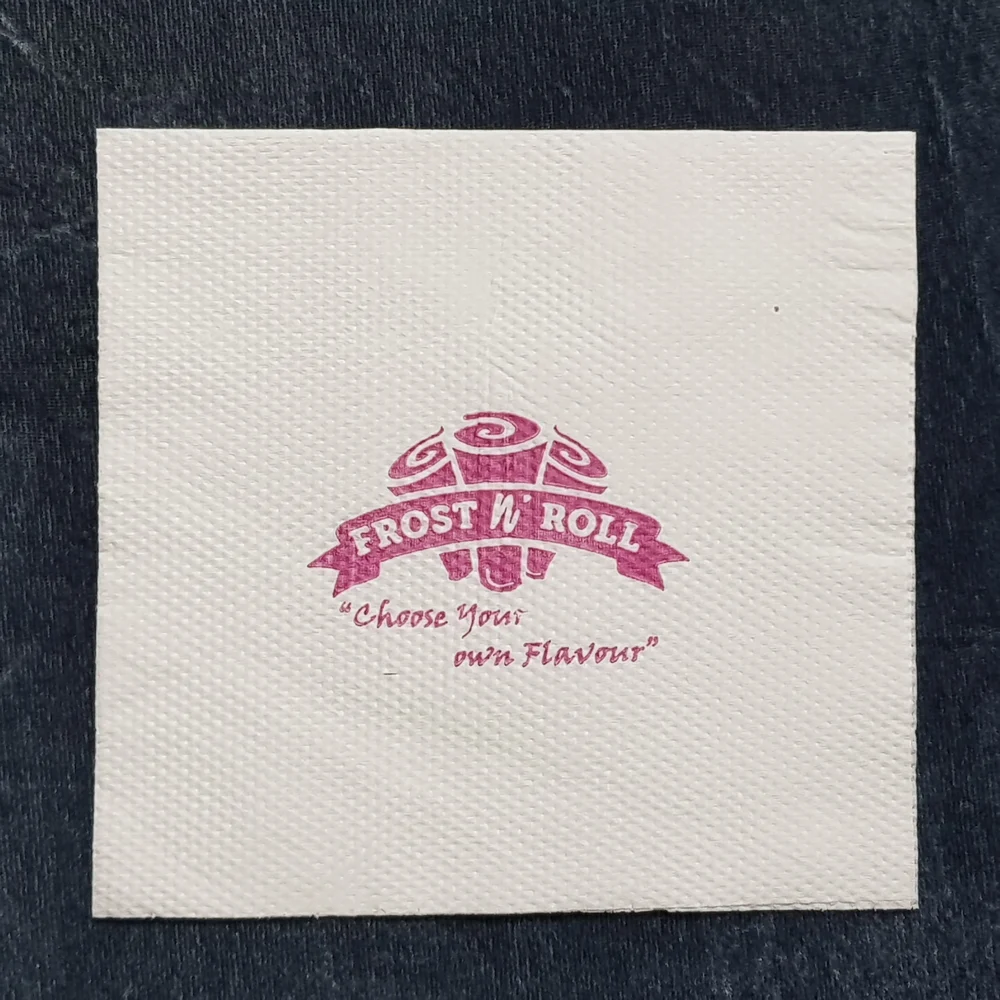 FROST n' ROLL
“Choose Your
own Flavour”